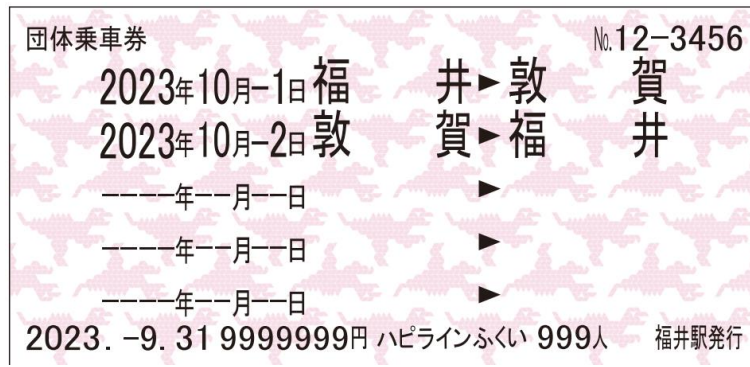 団体乗車券 №.12-3456
2023年10月-1日 福井▶敦賀
2023年10月-2日 敦賀▶福井
----年--月--日 ▶
----年--月--日 ▶
----年--月--日 ▶
2023.-9.31 9999999円 ハピラインふくい 999人 福井駅発行